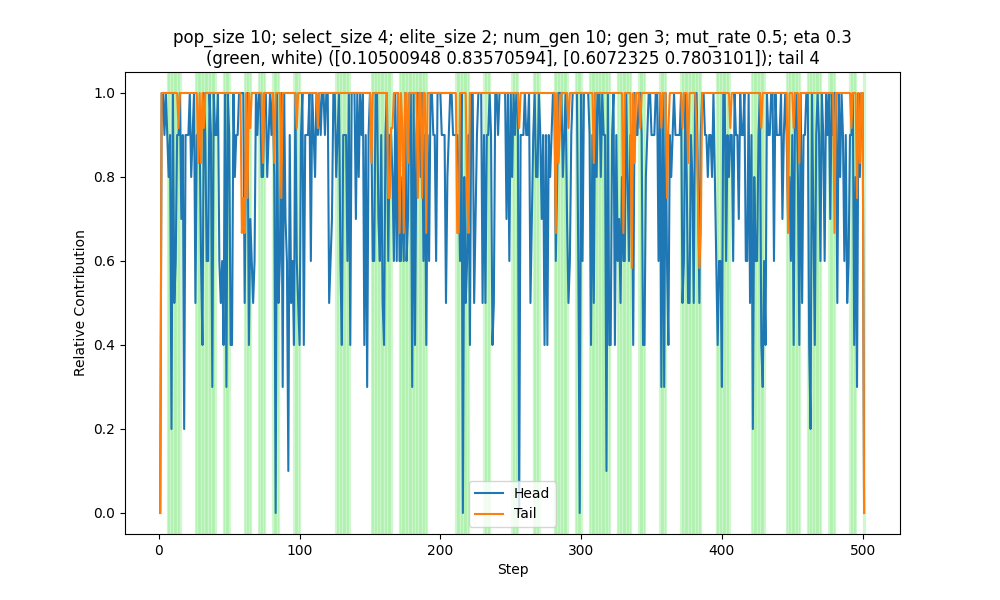 pop_size 10; select_size 4; elite_size 2; num_gen 10; gen 3; mut_rate 0.5; eta 0.3
(green, white) ([0.10500948 0.83570594], [0.6072325 0.7803101]); tail 4
Relative Contribution
1.0
0.8
0.6
0.4
0.2
0.0
Head
Tail
0 100 200 300 400 500
Step